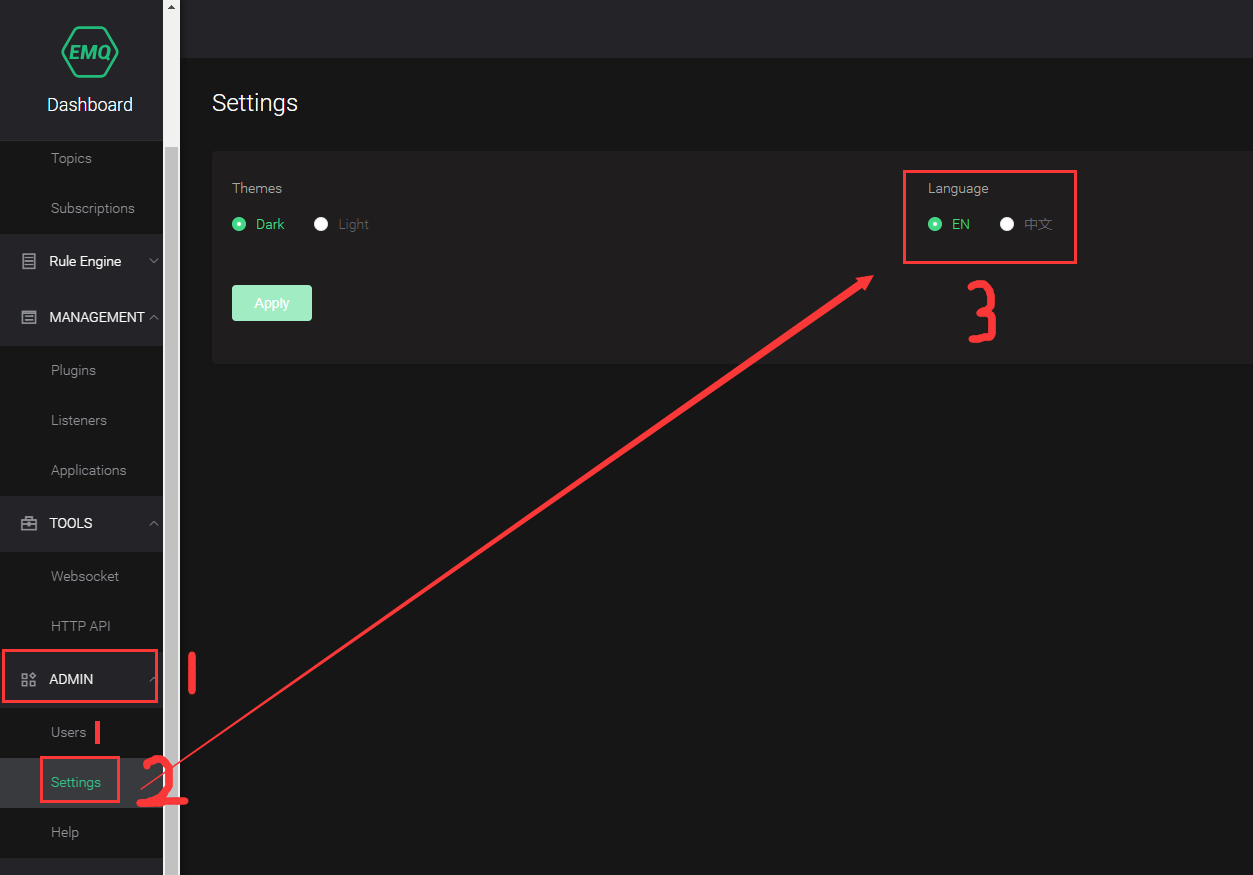 EMQ
Dashboard
Topics
Subscriptions
Rule Engine
MANAGEMENT
Plugins
Listeners
Applications
TOOLS
Websocket
HTTP API
ADMIN
1
Users
Settings
2
Help
Settings
Themes
Dark Light
Apply
Language
EN 中文
3